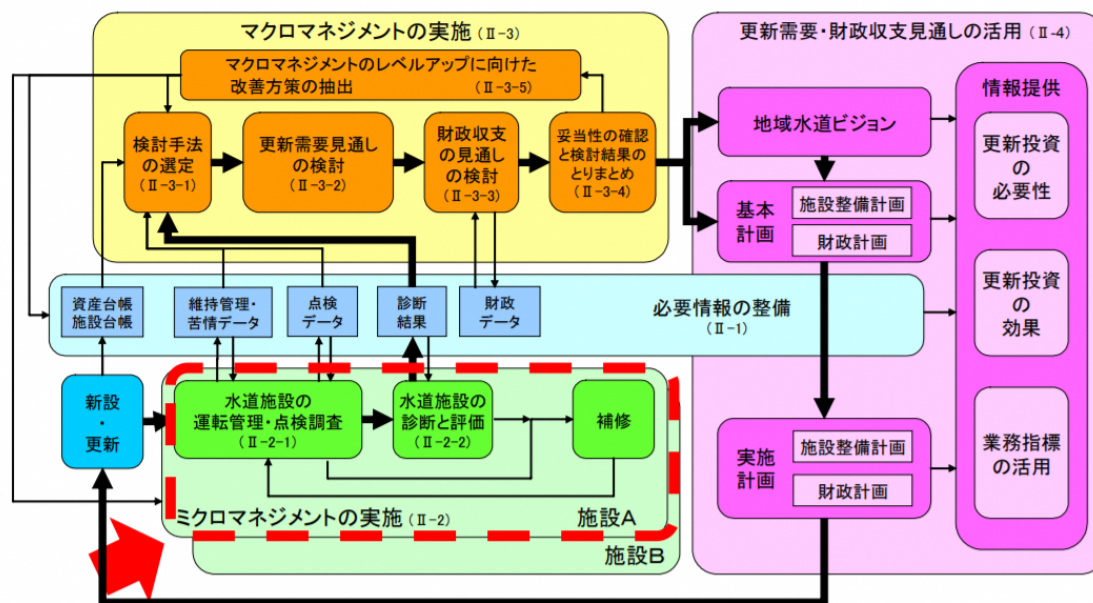 マクロマネジメントの実施(Ⅱ-3)
マクロマネジメントのレベルアップに向けた
改善方策の抽出 (Ⅱ-3-5)
検討手法
の選定
(Ⅱ-3-1)
更新需要見通し
の検討
(Ⅱ-3-2)
財政収支
の見通し
の検討
(Ⅱ-3-3)
妥当性の確認
と検討結果の
とりまとめ
(Ⅱ-3-4)
更新需要・財政収支見通しの活用(Ⅱ-4)
地域水道ビジョン
基本
計画
施設整備計画
財政計画
実施
計画
施設整備計画
財政計画
情報提供
更新投資
の
必要性
更新投資
の
効果
業務指標
の活用
資産台帳
施設台帳
維持管理・
苦情データ
点検
データ
診断
結果
財政
データ
必要情報の整備
(Ⅱ-1)
新設
・
更新
水道施設の
運転管理・点検調査
(Ⅱ-2-1)
水道施設の
診断と評価
(Ⅱ-2-2)
補修
ミクロマネジメントの実施(Ⅱ-2)
施設A
施設B